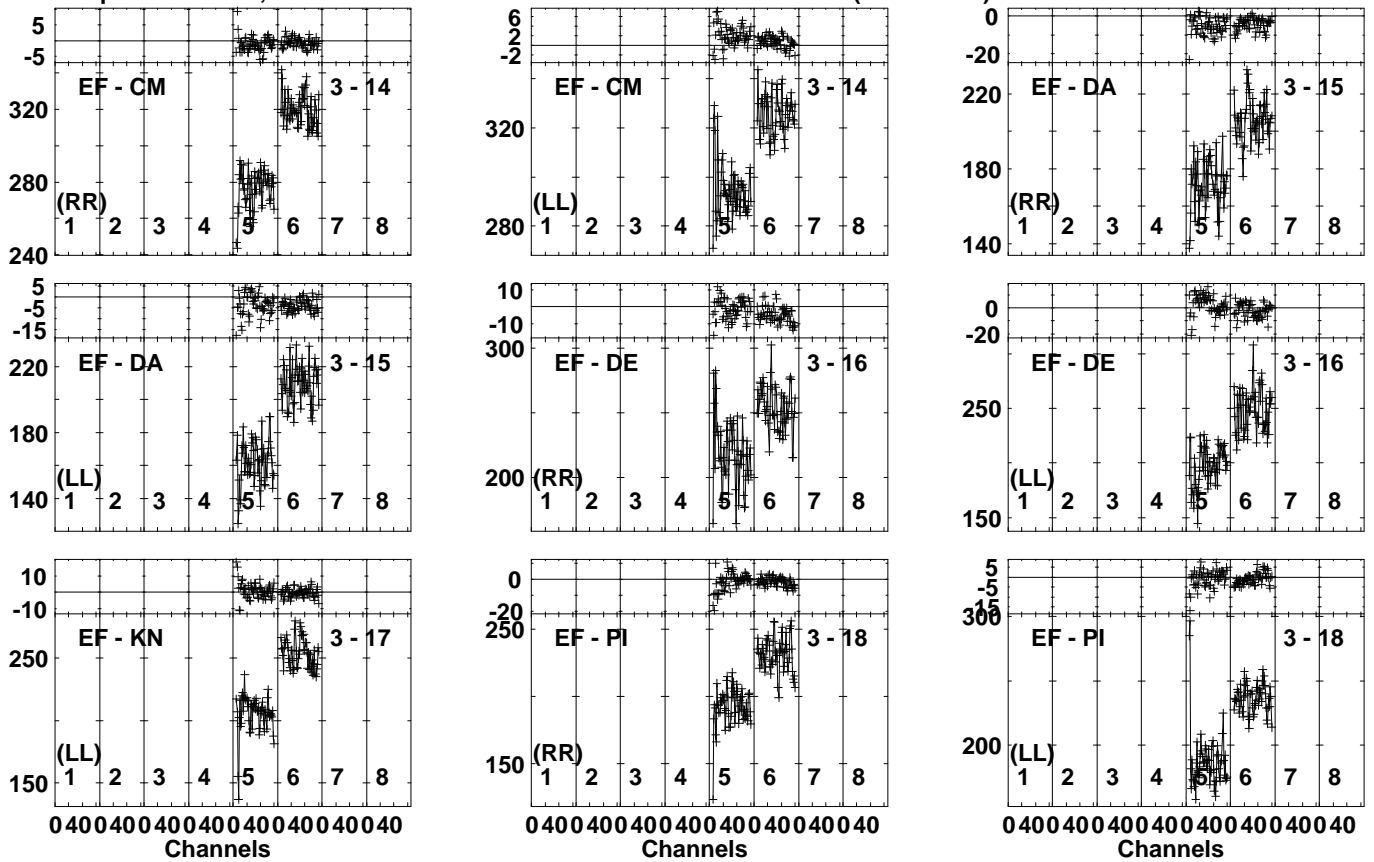 5
-5
EF - CM 3 - 14
320
280
(RR)
1 2 3 4 5 6 7 8
240
6
2
-2
EF - CM 3 - 14
320
(LL)
280
1 2 3 4 5 6 7 8
0
-20
EF - DA 3 - 15
220
180
(RR)
1 2 3 4 5 6 7 8
140
5
-5
-15
EF - DA 3 - 15
220
180
(LL)
140
1 2 3 4 5 6 7 8
10
-10
300
EF - DE 3 - 16
200
(RR)
1 2 3 4 5 6 7 8
0
-20
EF - DE 3 - 16
250
(LL)
1 2 3 4 5 6 7 8
150
10
-10
EF - KN 3 - 17
250
(LL)
1 2 3 4 5 6 7 8
150
0
-20
250
EF - PI 3 - 18
(RR)
150
1 2 3 4 5 6 7 8
5
-5
-15
300
EF - PI 3 - 18
200
(LL)
1 2 3 4 5 6 7 8
0 40 0 40 0 40 0 40 0 40 0 40 0 40 0 40
Channels
0 40 0 40 0 40 0 40 0 40 0 40 0 40 0 40
Channels
0 40 0 40 0 40 0 40 0 40 0 40 0 40 0 40
Channels